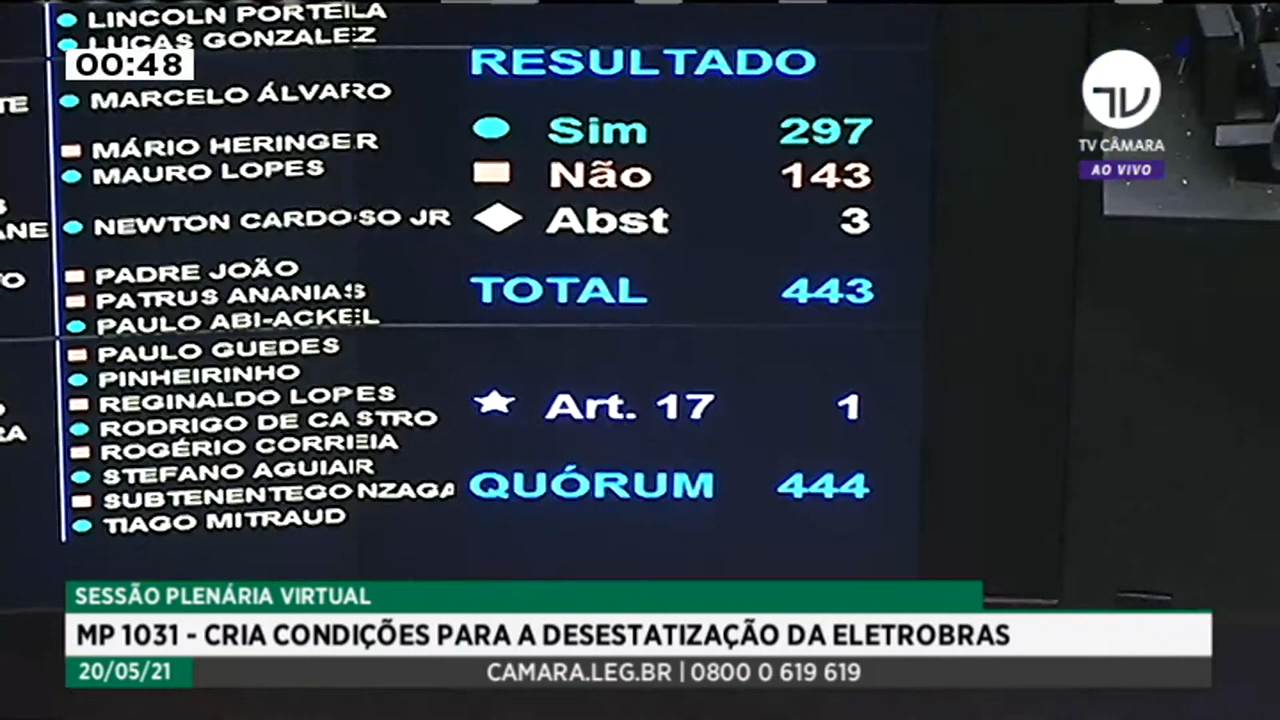 LINCOLN PORTELA
LUCAS GONZALEZ
00:48
MARCELO ÁLVARO
MÁRIO HERINGER
MAURO LOPES
NEWTON CARDOSO JR
PADRE JOÃO
PATRUS ANANIAS
PAULO ABI-ACKEL
PAULO GUEDES
PINHEIRINHO
REGINALDO LOPES
RODRIGO DE CASTRO
ROGÉRIO CORREIA
STEFANO AGUIAR
SUBTENENTEGONZAGA
TIAGO MITRAUD
RESULTADO
Sim 297
Não 143
Abst 3
TOTAL 443
Art. 17 1
QUÓRUM 444
TV CÂMARA
AO VIVO
SESSÃO PLENÁRIA VIRTUAL
MP 1031 - CRIA CONDIÇÕES PARA A DESESTATIZAÇÃO DA ELETROBRAS
20/05/21
CAMARA.LEG.BR | 0800 0 619 619